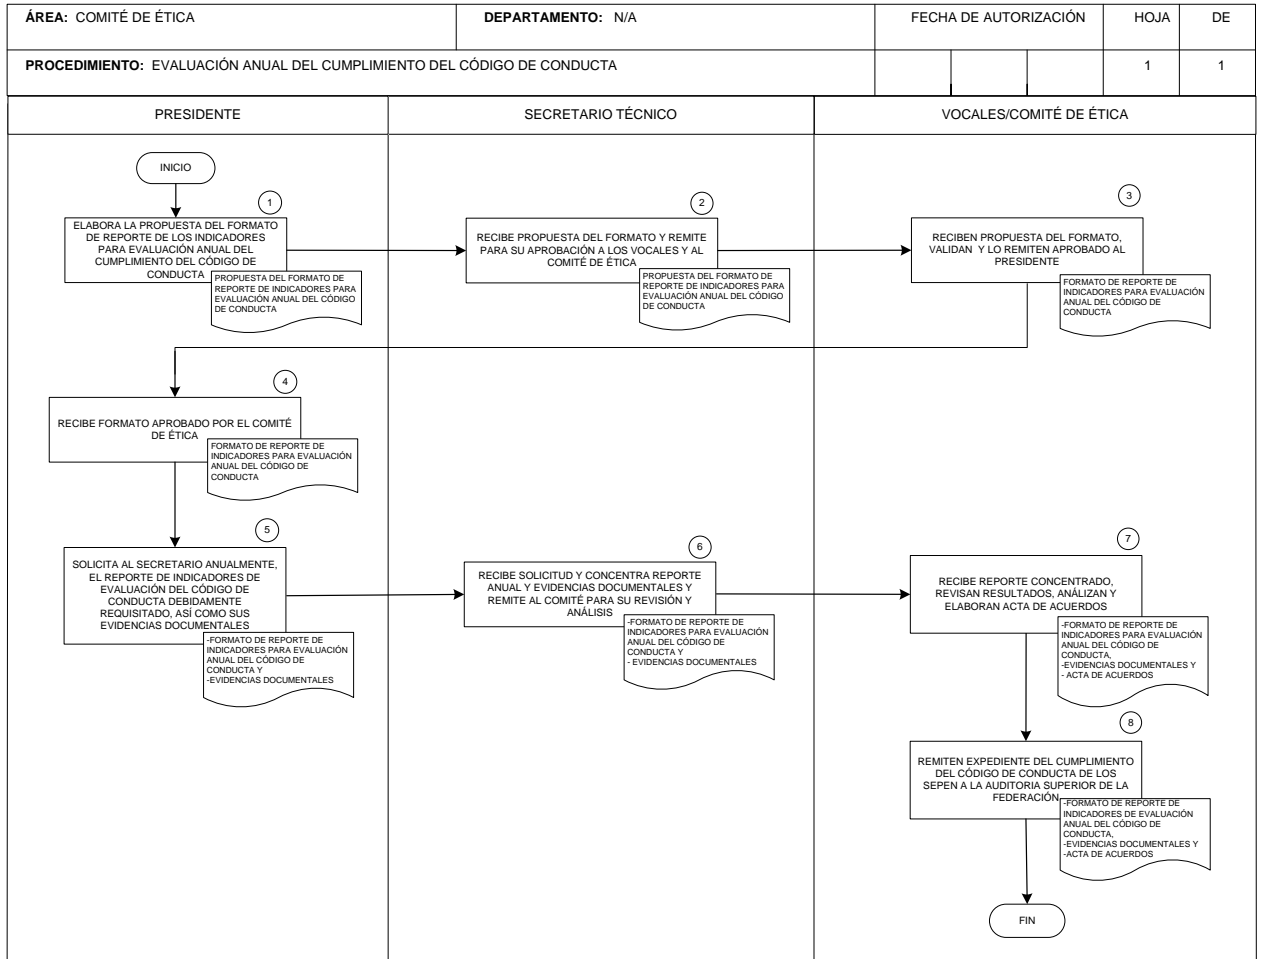 ÁREA: COMITÉ DE ÉTICA
DEPARTAMENTO: N/A
FECHA DE AUTORIZACIÓN
HOJA
DE
PROCEDIMIENTO: EVALUACIÓN ANUAL DEL CUMPLIMIENTO DEL CÓDIGO DE CONDUCTA
1
1
PRESIDENTE
SECRETARIO TÉCNICO
VOCALES/COMITÉ DE ÉTICA
INICIO
1
ELABORA LA PROPUESTA DEL FORMATO
DE REPORTE DE LOS INDICADORES
PARA EVALUACIÓN ANUAL DEL
CUMPLIMIENTO DEL CÓDIGO DE
CONDUCTA
PROPUESTA DEL FORMATO DE
REPORTE DE INDICADORES PARA
EVALUACIÓN ANUAL DEL CÓDIGO
DE CONDUCTA
2
RECIBE PROPUESTA DEL FORMATO Y REMITE
PARA SU APROBACIÓN A LOS VOCALES Y AL
COMITÉ DE ÉTICA
PROPUESTA DEL FORMATO DE
REPORTE DE INDICADORES PARA
EVALUACIÓN ANUAL DEL CÓDIGO
DE CONDUCTA
3
RECIBEN PROPUESTA DEL FORMATO,
VALIDAN Y LO REMITEN APROBADO AL
PRESIDENTE
FORMATO DE REPORTE DE
INDICADORES PARA EVALUACIÓN
ANUAL DEL CÓDIGO DE
CONDUCTA
4
RECIBE FORMATO APROBADO POR EL COMITÉ
DE ÉTICA
FORMATO DE REPORTE DE
INDICADORES PARA EVALUACIÓN
ANUAL DEL CÓDIGO DE
CONDUCTA
5
SOLICITA AL SECRETARIO ANUALMENTE,
EL REPORTE DE INDICADORES DE
EVALUACIÓN DEL CÓDIGO DE
CONDUCTA DEBIDAMENTE
REQUISITADO, ASÍ COMO SUS
EVIDENCIAS DOCUMENTALES
-FORMATO DE REPORTE DE
INDICADORES PARA EVALUACIÓN
ANUAL DEL CÓDIGO DE
CONDUCTA Y
-EVIDENCIAS DOCUMENTALES
6
RECIBE SOLICITUD Y CONCENTRA REPORTE
ANUAL Y EVIDENCIAS DOCUMENTALES Y
REMITE AL COMITÉ PARA SU REVISIÓN Y
ANÁLISIS
-FORMATO DE REPORTE DE
INDICADORES PARA EVALUACIÓN
ANUAL DEL CÓDIGO DE
CONDUCTA Y
- EVIDENCIAS DOCUMENTALES
7
RECIBE REPORTE CONCENTRADO,
REVISAN RESULTADOS, ANÁLIZAN Y
ELABORAN ACTA DE ACUERDOS
-FORMATO DE REPORTE DE
INDICADORES PARA EVALUACIÓN
ANUAL DEL CÓDIGO DE
CONDUCTA,
-EVIDENCIAS DOCUMENTALES Y
- ACTA DE ACUERDOS
8
REMITEN EXPEDIENTE DEL CUMPLIMIENTO
DEL CÓDIGO DE CONDUCTA DE LOS
SEPEN A LA AUDITORIA SUPERIOR DE LA
FEDERACIÓN
-FORMATO DE REPORTE DE
INDICADORES DE EVALUACIÓN
ANUAL DEL CÓDIGO DE
CONDUCTA,
-EVIDENCIAS DOCUMENTALES Y
-ACTA DE ACUERDOS
FIN